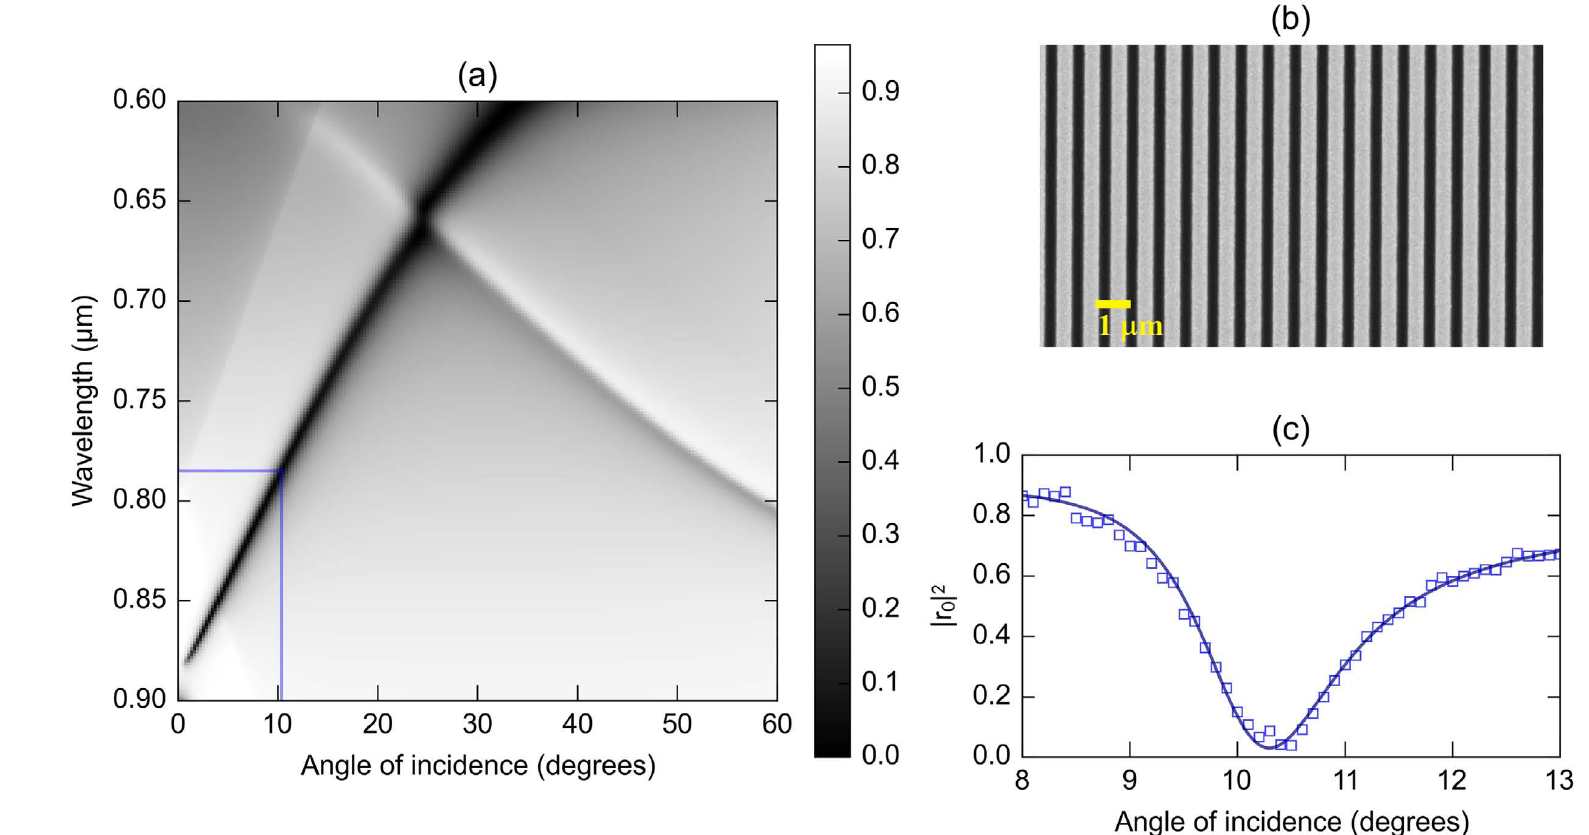 (a)
0.60
0.65
0.70
0.75
0.80
0.85
0.90
Wavelength (μm)
0 10 20 30 40 50 60
Angle of incidence (degrees)
0.9
0.8
0.7
0.6
0.5
0.4
0.3
0.2
0.1
0.0
(b)
1 μm
(c)
1.0
0.8
0.6
0.4
0.2
0.0
|r₀|²
8 9 10 11 12 13
Angle of incidence (degrees)